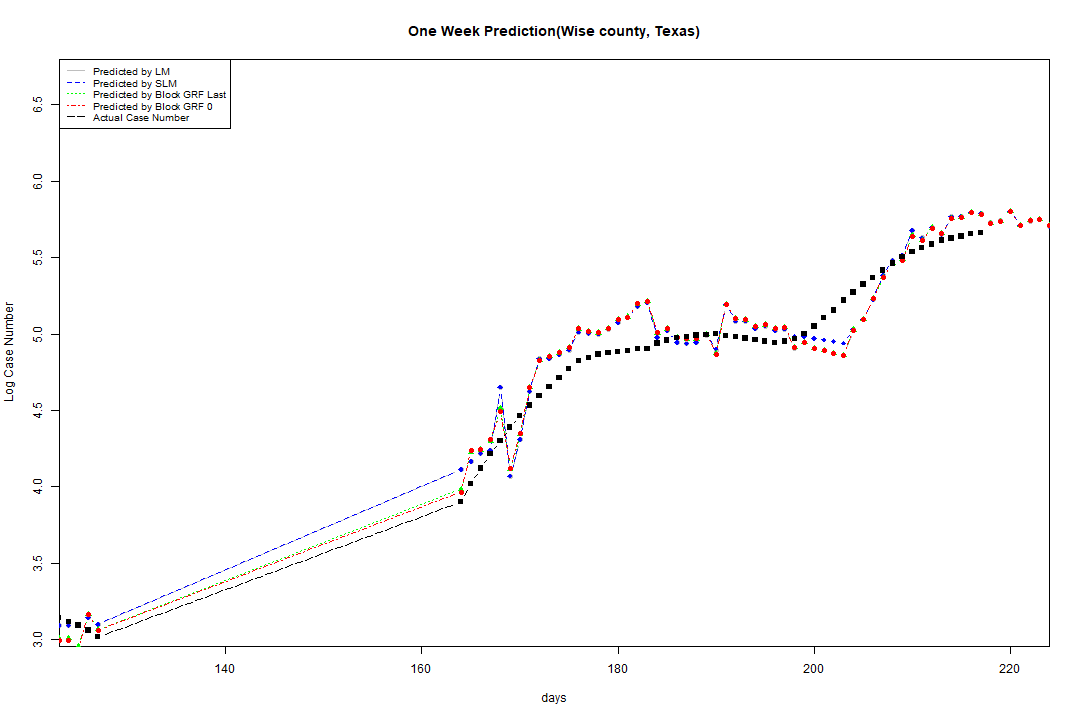 One Week Prediction(Wise county, Texas)
Predicted by LM
Predicted by SLM
Predicted by Block GRF Last
Predicted by Block GRF 0
Actual Case Number
6.5
6.0
5.5
5.0
4.5
4.0
3.5
3.0
Log Case Number
140 160 180 200 220
days